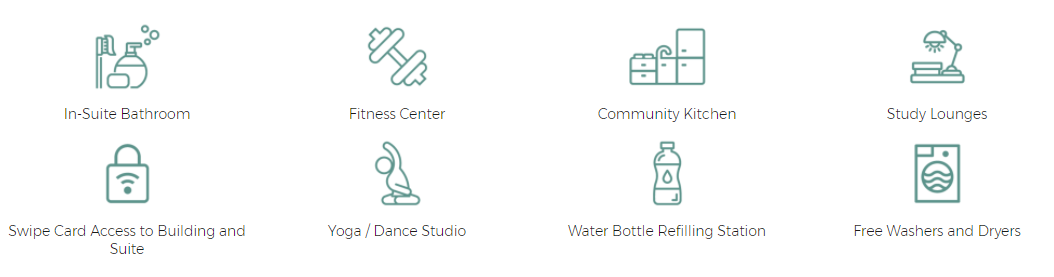 In-Suite Bathroom
Fitness Center
Community Kitchen
Study Lounges
Swipe Card Access to Building and
Suite
Yoga / Dance Studio
Water Bottle Refilling Station
Free Washers and Dryers